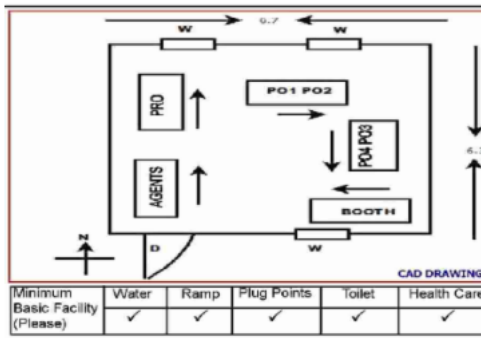 6.7
W W
PO1 PO2
PRO
PO4 PO3
AGENTS
BOOTH
N
D
W
CAD DRAWING
Minimum Basic Facility (Please) Water Ramp Plug Points Toilet Health Care
✓ ✓ ✓ ✓ ✓